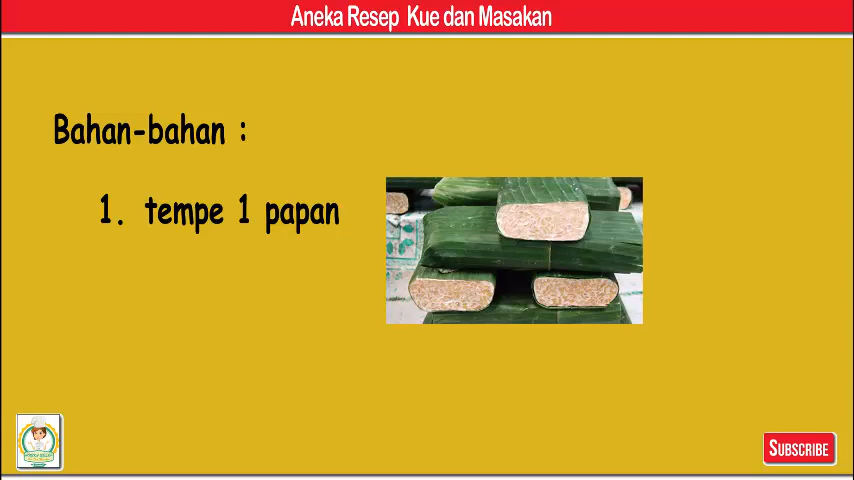 Aneka Resep Kue dan Masakan
Bahan-bahan :
1. tempe 1 papan
SUBSCRIBE